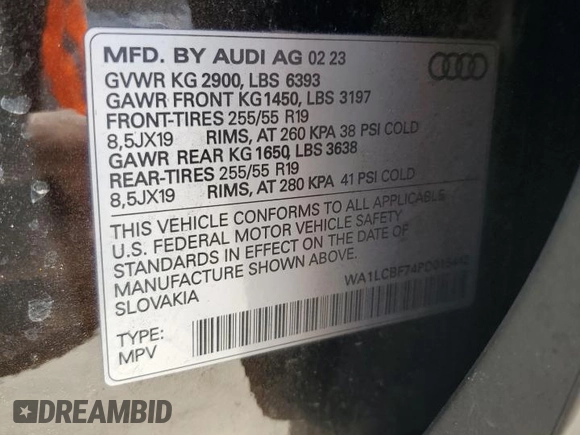 MFD. BY AUDI AG 02 23
GVWR KG 2900, LBS 6393
GAWR FRONT KG1450, LBS 3197
FRONT-TIRES 255/55 R19
8,5JX19 RIMS, AT 260 KPA 38 PSI COLD
GAWR REAR KG 1650, LBS 3638
REAR-TIRES 255/55 R19
8,5JX19 RIMS, AT 280 KPA 41 PSI COLD
THIS VEHICLE CONFORMS TO ALL APPLICABLE
U.S. FEDERAL MOTOR VEHICLE SAFETY
STANDARDS IN EFFECT ON THE DATE OF
MANUFACTURE SHOWN ABOVE.
SLOVAKIA
TYPE:
MPV
DREAMBID